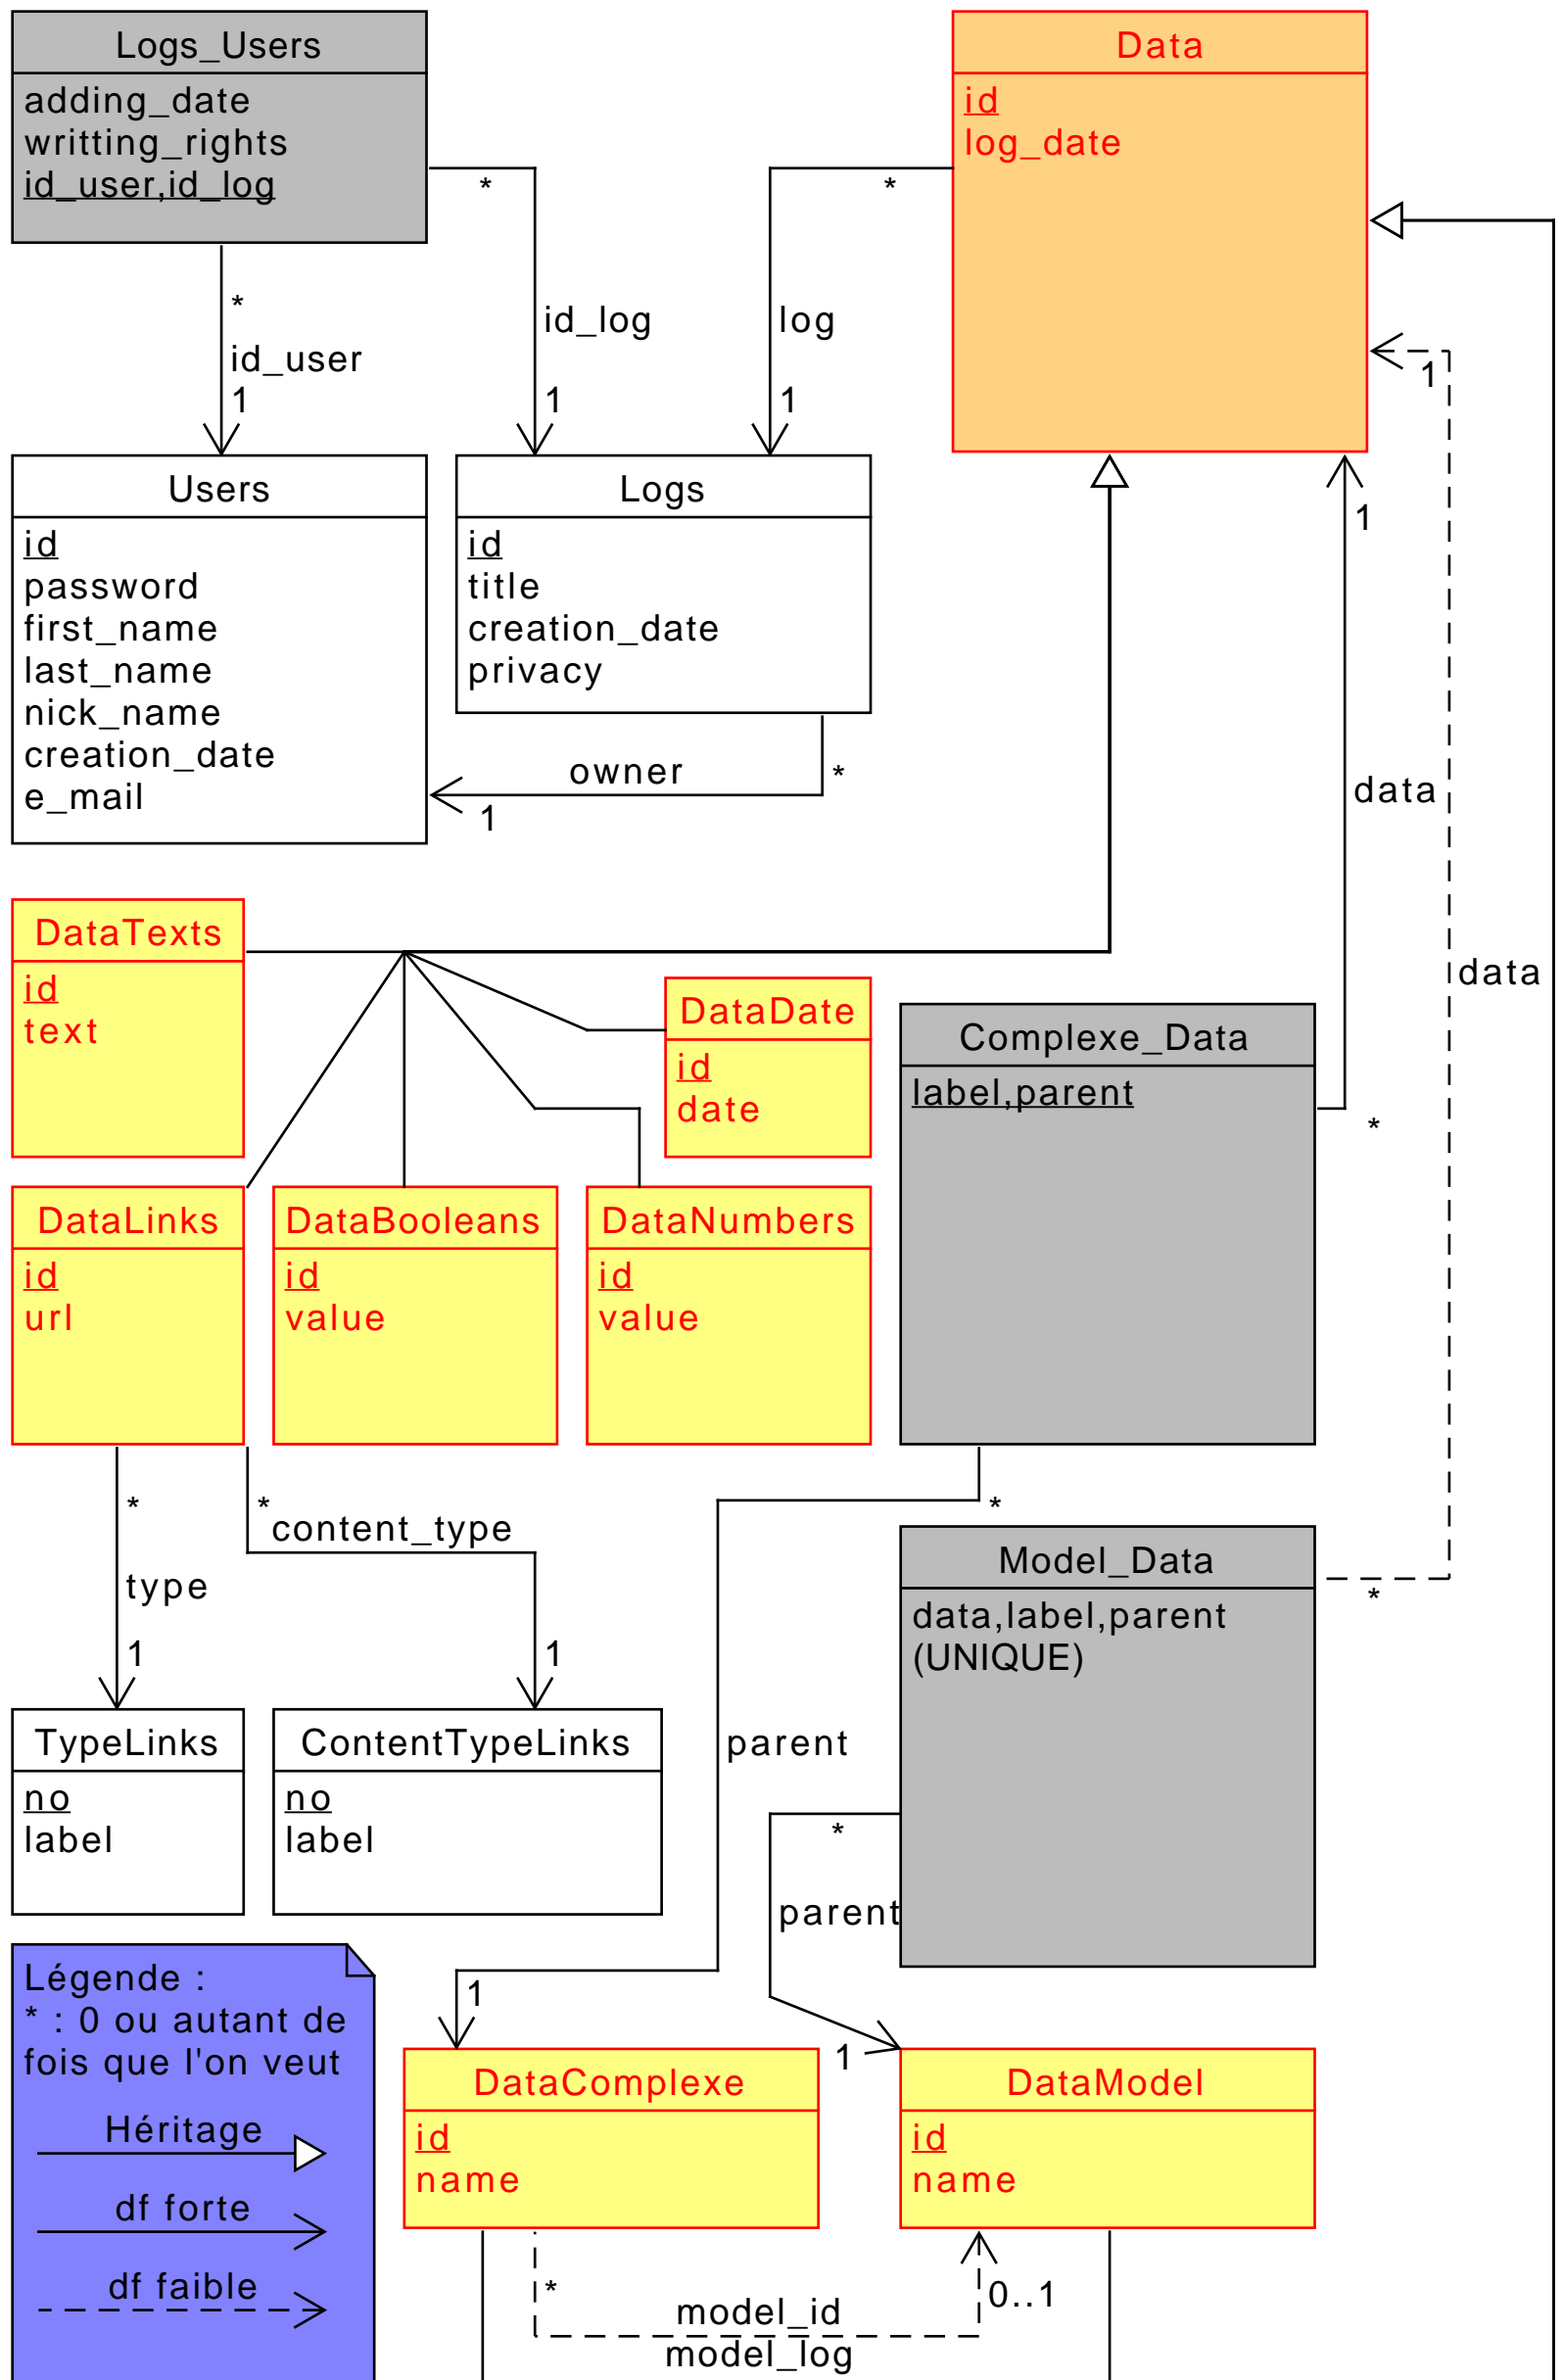 Logs_Users
adding_date
writting_rights
id_user,id_log
Data
id
log_date
*
*
*
id_user
1
id_log
1
log
1
1
Users
id
password
first_name
last_name
nick_name
creation_date
e_mail
Logs
id
title
creation_date
privacy
owner
*
1
1
data
data
DataTexts
id
text
DataDate
id
date
Complexe_Data
label,parent
*
DataLinks
id
url
DataBooleans
id
value
DataNumbers
id
value
*
type
1
*
content_type
1
*
Model_Data
data,label,parent
(UNIQUE)
*
TypeLinks
no
label
ContentTypeLinks
no
label
parent
1
*
parent
1
Légende :
* : 0 ou autant de
fois que l'on veut
Héritage
df forte
df faible
DataComplexe
id
name
DataModel
id
name
*
model_id
model_log
0..1